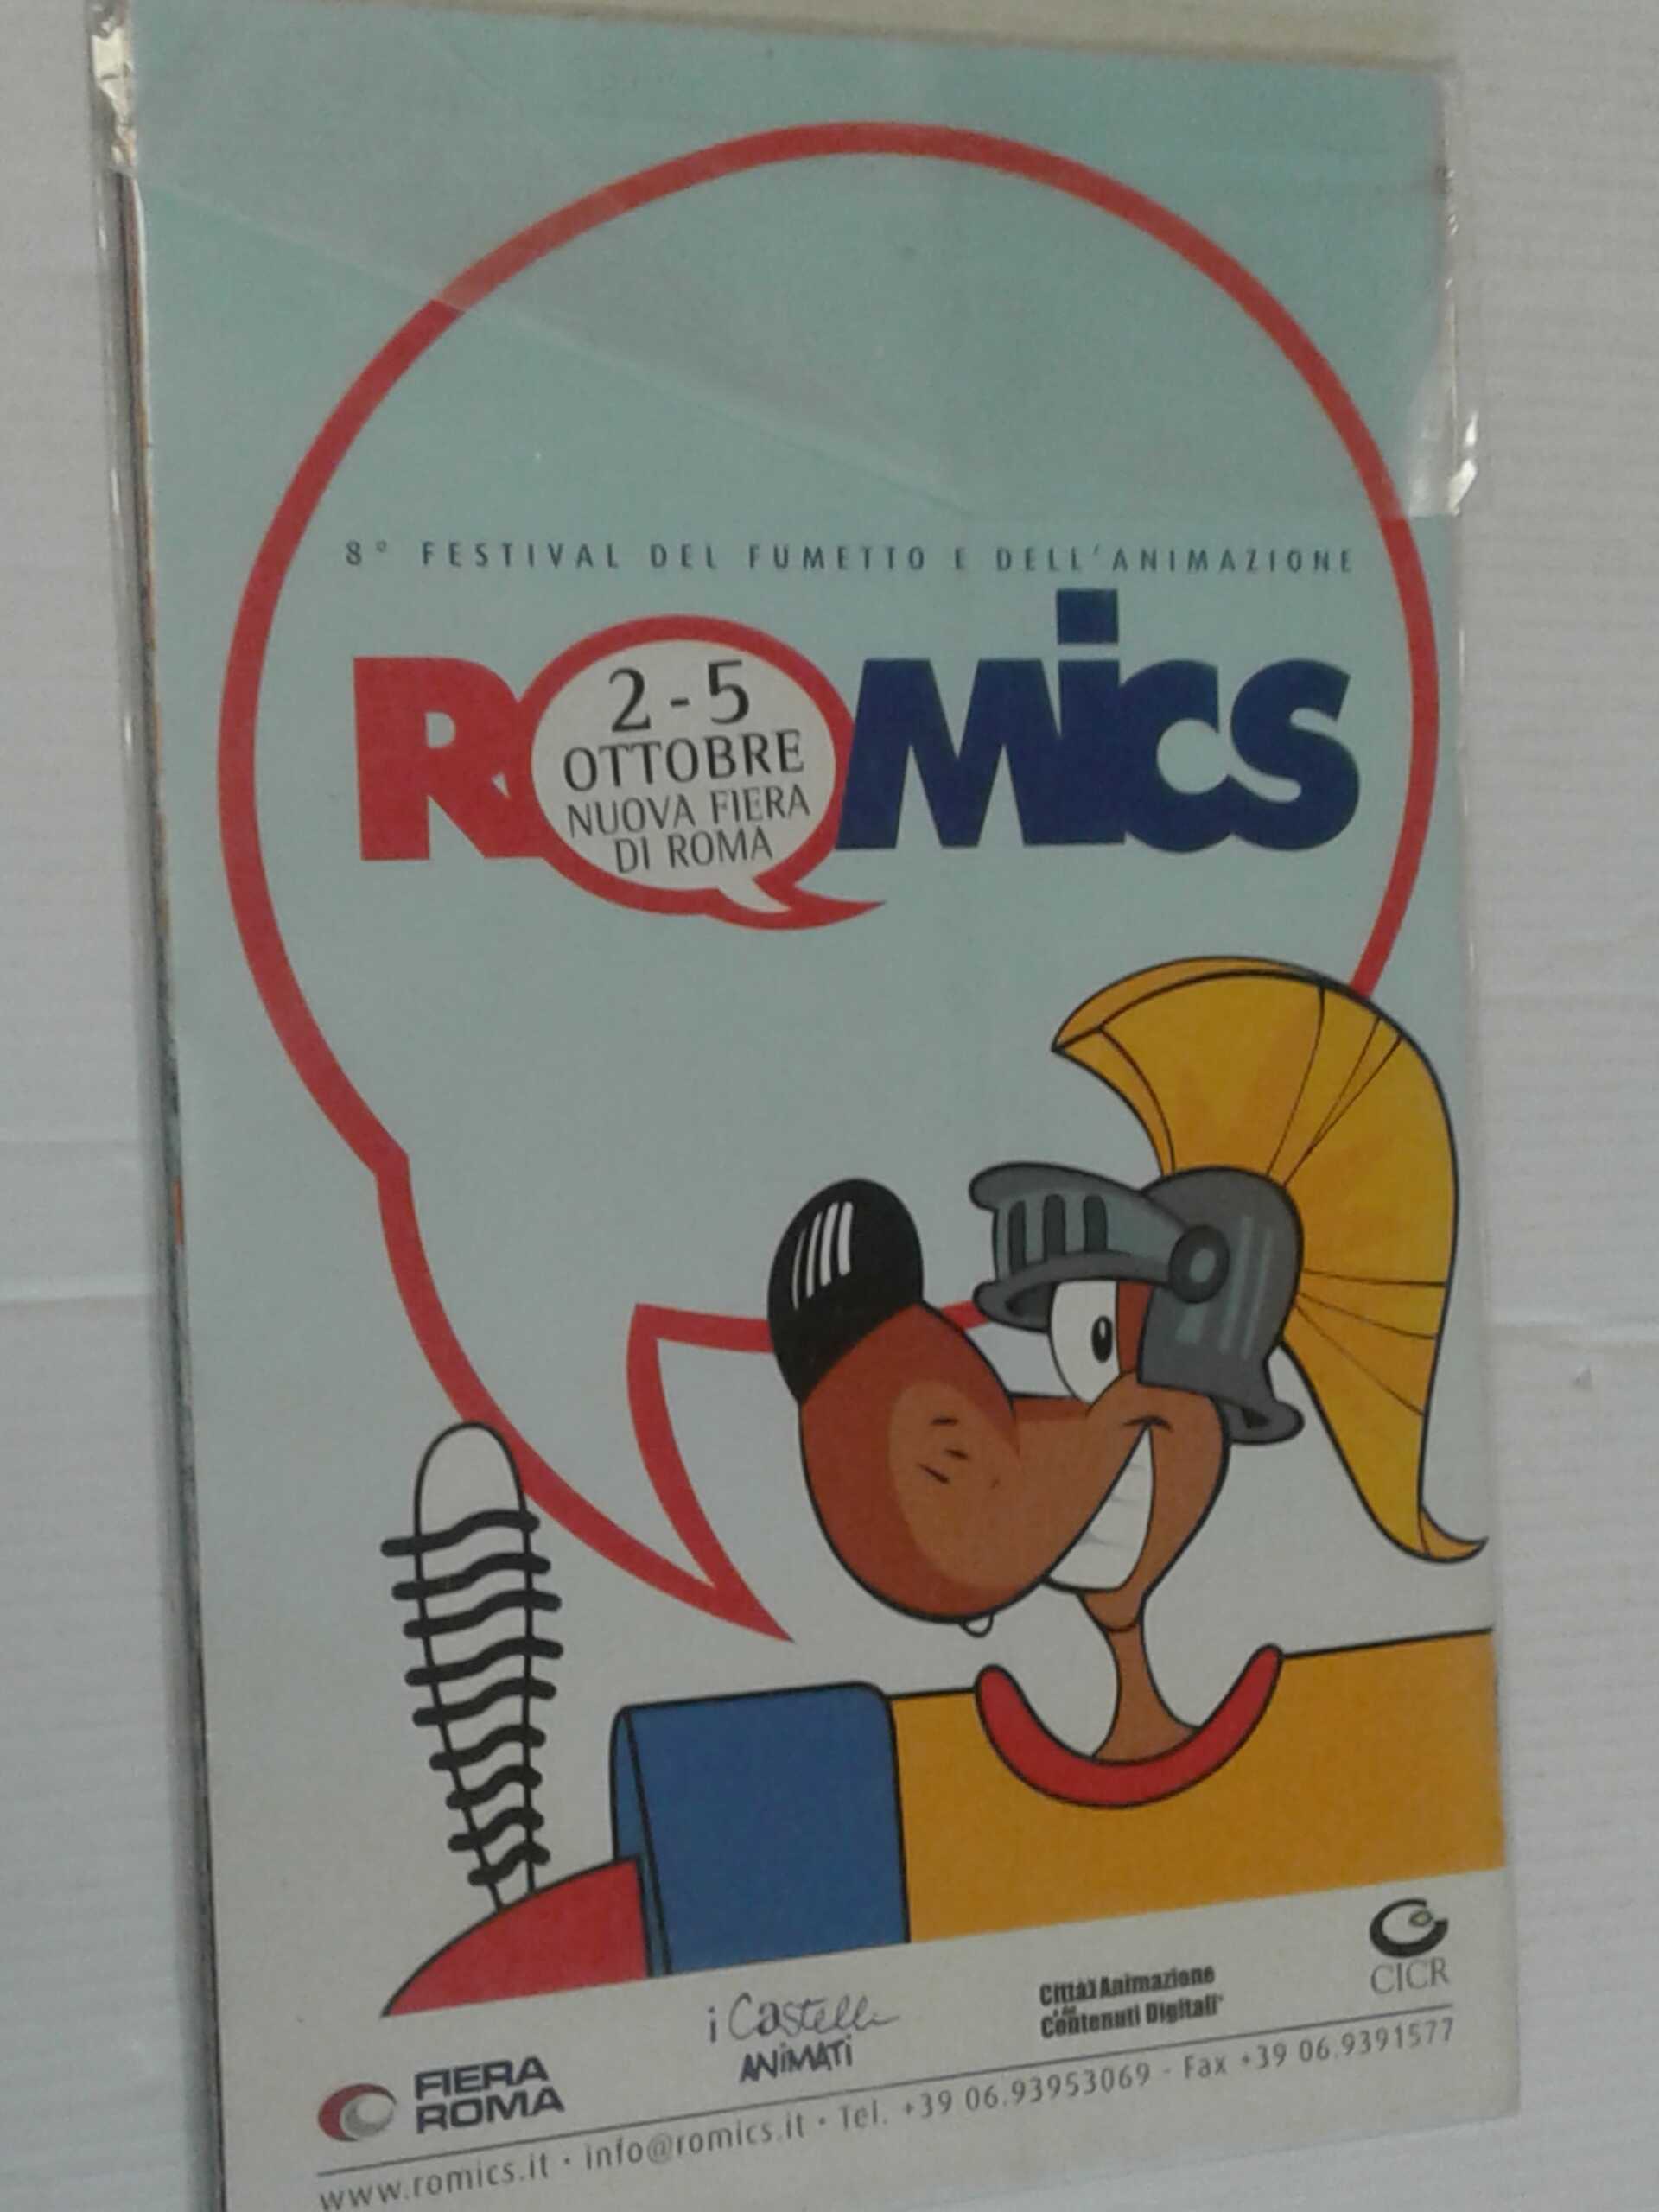 8° FESTIVAL DEL FUMETTO E DELL'ANIMAZIONE
ROMiCS
2-5
OTTOBRE
NUOVA FIERA
DI ROMA
FIERA
ROMA
i Castelli
ANiMATi
Città Animazione
e dei
Contenuti Digitali
CICR
www.romics.it • info@romics.it • Tel. +39 06.93953069 - Fax +39 06.9391577